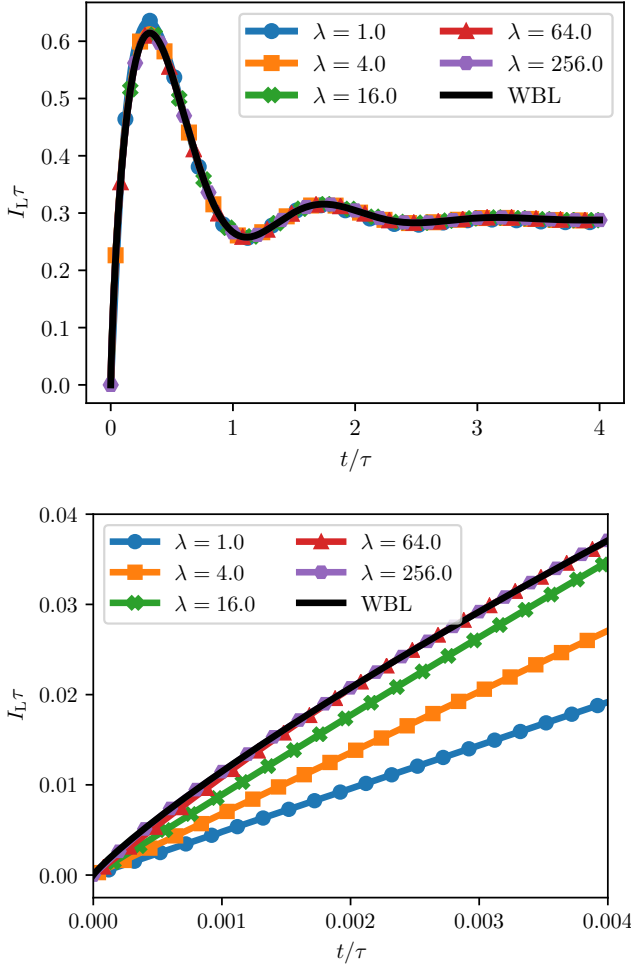 0.6
0.5
0.4
0.3
0.2
0.1
0.0
I_L τ
λ = 1.0
λ = 4.0
λ = 16.0
λ = 64.0
λ = 256.0
WBL
0 1 2 3 4
t/τ
0.04
0.03
0.02
0.01
0.00
I_L τ
λ = 1.0
λ = 4.0
λ = 16.0
λ = 64.0
λ = 256.0
WBL
0.000 0.001 0.002 0.003 0.004
t/τ